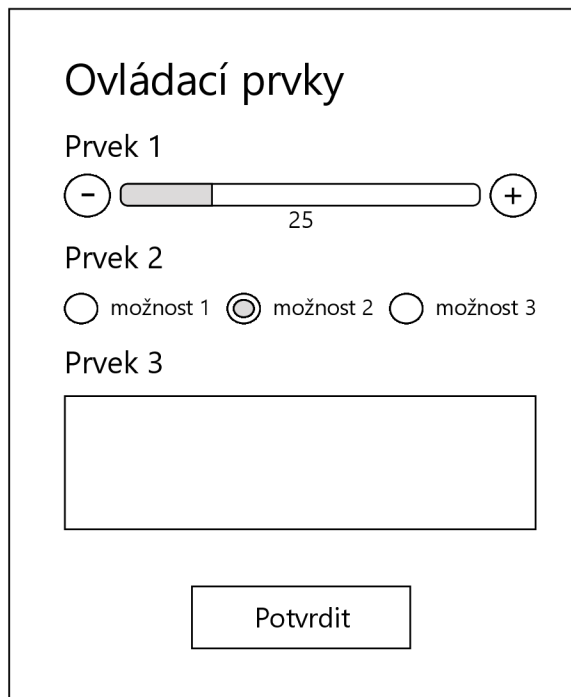 Ovládací prvky
Prvek 1
- +
25
Prvek 2
možnost 1 možnost 2 možnost 3
Prvek 3
Potvrdit